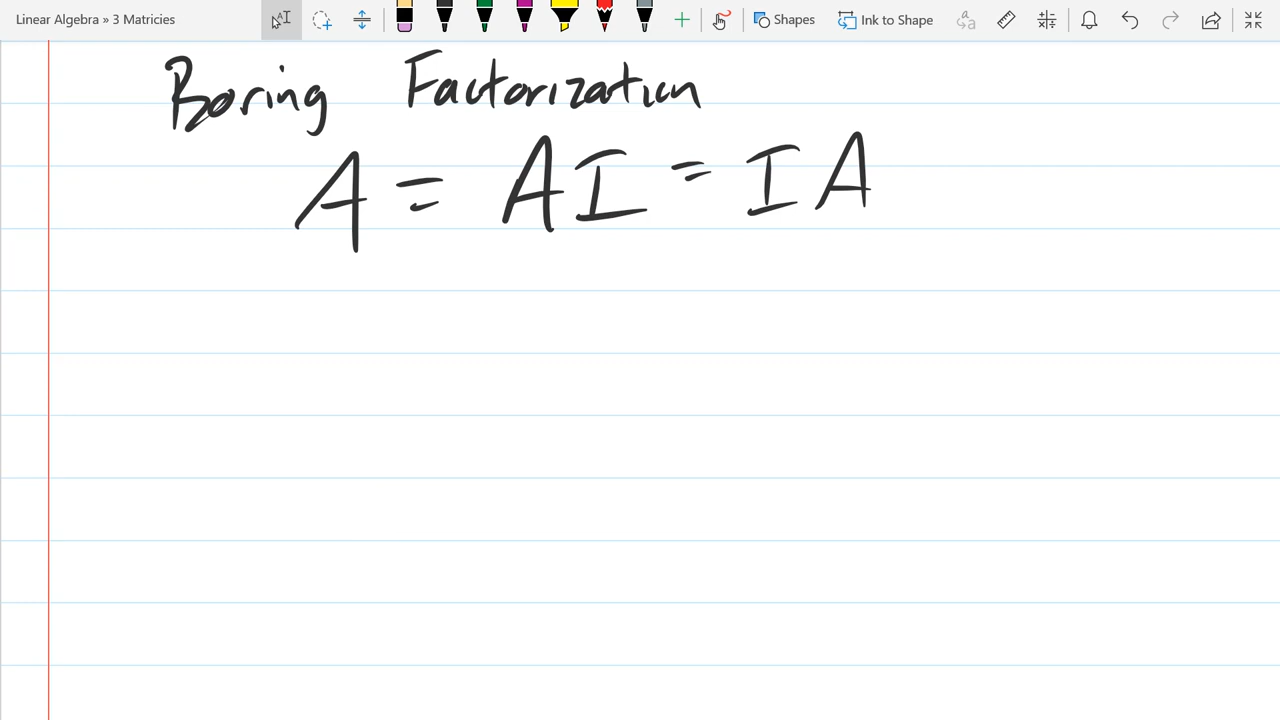 Linear Algebra » 3 Matricies
Shapes
Ink to Shape
Boring Factorization
A = AI = IA